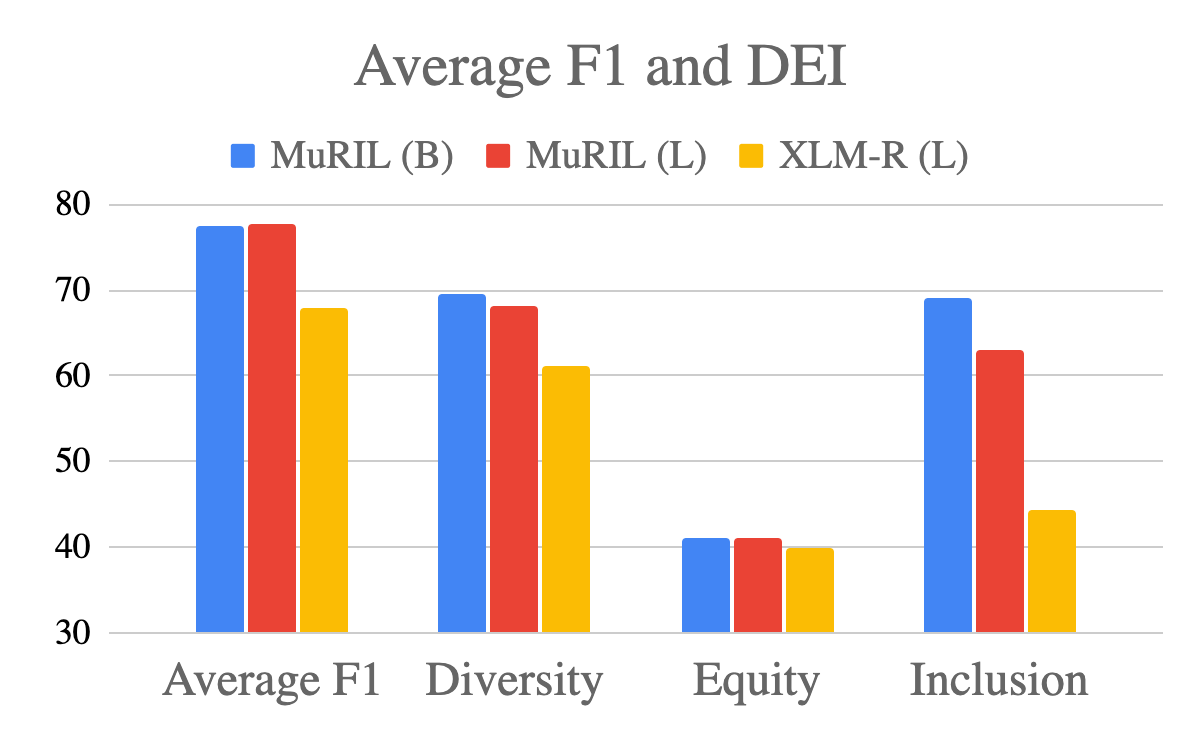 Average F1 and DEI
MuRIL (B) MuRIL (L) XLM-R (L)
80
70
60
50
40
30
Average F1 Diversity Equity Inclusion